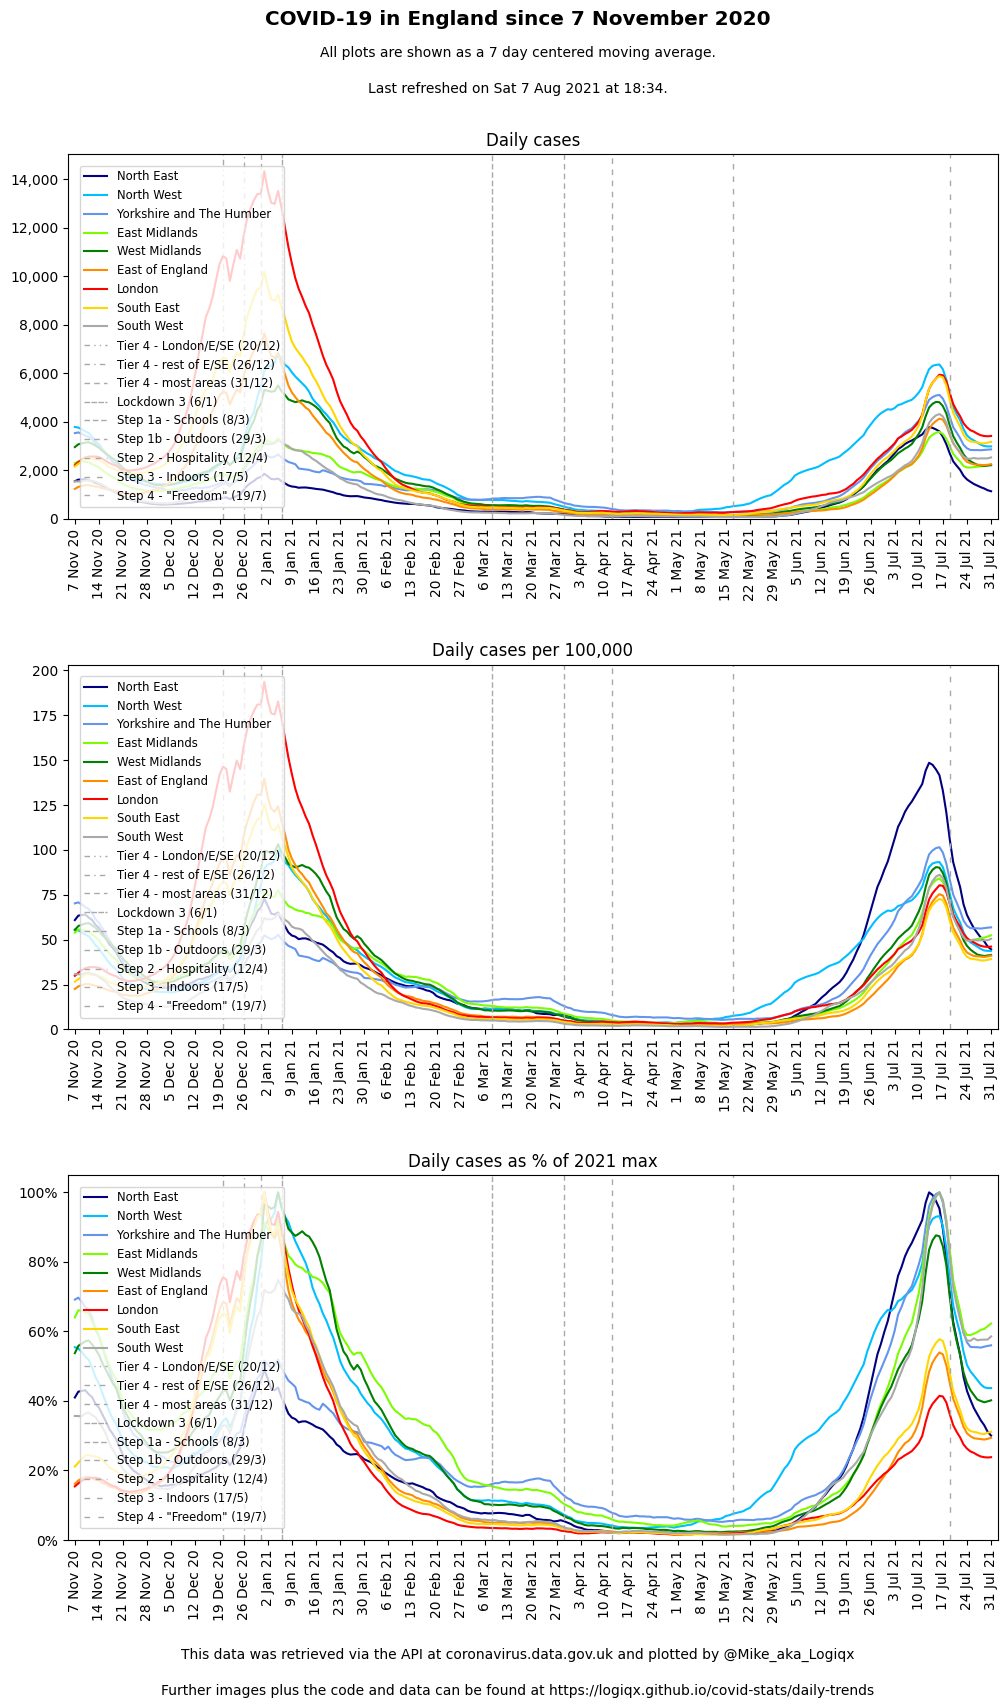 COVID-19 in England since 7 November 2020
All plots are shown as a 7 day centered moving average.
Last refreshed on Sat 7 Aug 2021 at 18:34.
Daily cases
14,000
12,000
10,000
8,000
6,000
4,000
2,000
0
North East
North West
Yorkshire and The Humber
East Midlands
West Midlands
East of England
London
South East
South West
Tier 4 - London/E/SE (20/12)
Tier 4 - rest of E/SE (26/12)
Tier 4 - most areas (31/12)
Lockdown 3 (6/1)
Step 1a - Schools (8/3)
Step 1b - Outdoors (29/3)
Step 2 - Hospitality (12/4)
Step 3 - Indoors (17/5)
Step 4 - "Freedom" (19/7)
7 Nov 20
14 Nov 20
21 Nov 20
28 Nov 20
5 Dec 20
12 Dec 20
19 Dec 20
26 Dec 20
2 Jan 21
9 Jan 21
16 Jan 21
23 Jan 21
30 Jan 21
6 Feb 21
13 Feb 21
20 Feb 21
27 Feb 21
6 Mar 21
13 Mar 21
20 Mar 21
27 Mar 21
3 Apr 21
10 Apr 21
17 Apr 21
24 Apr 21
1 May 21
8 May 21
15 May 21
22 May 21
29 May 21
5 Jun 21
12 Jun 21
19 Jun 21
26 Jun 21
3 Jul 21
10 Jul 21
17 Jul 21
24 Jul 21
31 Jul 21
Daily cases per 100,000
200
175
150
125
100
75
50
25
0
North East
North West
Yorkshire and The Humber
East Midlands
West Midlands
East of England
London
South East
South West
Tier 4 - London/E/SE (20/12)
Tier 4 - rest of E/SE (26/12)
Tier 4 - most areas (31/12)
Lockdown 3 (6/1)
Step 1a - Schools (8/3)
Step 1b - Outdoors (29/3)
Step 2 - Hospitality (12/4)
Step 3 - Indoors (17/5)
Step 4 - "Freedom" (19/7)
7 Nov 20
14 Nov 20
21 Nov 20
28 Nov 20
5 Dec 20
12 Dec 20
19 Dec 20
26 Dec 20
2 Jan 21
9 Jan 21
16 Jan 21
23 Jan 21
30 Jan 21
6 Feb 21
13 Feb 21
20 Feb 21
27 Feb 21
6 Mar 21
13 Mar 21
20 Mar 21
27 Mar 21
3 Apr 21
10 Apr 21
17 Apr 21
24 Apr 21
1 May 21
8 May 21
15 May 21
22 May 21
29 May 21
5 Jun 21
12 Jun 21
19 Jun 21
26 Jun 21
3 Jul 21
10 Jul 21
17 Jul 21
24 Jul 21
31 Jul 21
Daily cases as % of 2021 max
100%
80%
60%
40%
20%
0%
North East
North West
Yorkshire and The Humber
East Midlands
West Midlands
East of England
London
South East
South West
Tier 4 - London/E/SE (20/12)
Tier 4 - rest of E/SE (26/12)
Tier 4 - most areas (31/12)
Lockdown 3 (6/1)
Step 1a - Schools (8/3)
Step 1b - Outdoors (29/3)
Step 2 - Hospitality (12/4)
Step 3 - Indoors (17/5)
Step 4 - "Freedom" (19/7)
7 Nov 20
14 Nov 20
21 Nov 20
28 Nov 20
5 Dec 20
12 Dec 20
19 Dec 20
26 Dec 20
2 Jan 21
9 Jan 21
16 Jan 21
23 Jan 21
30 Jan 21
6 Feb 21
13 Feb 21
20 Feb 21
27 Feb 21
6 Mar 21
13 Mar 21
20 Mar 21
27 Mar 21
3 Apr 21
10 Apr 21
17 Apr 21
24 Apr 21
1 May 21
8 May 21
15 May 21
22 May 21
29 May 21
5 Jun 21
12 Jun 21
19 Jun 21
26 Jun 21
3 Jul 21
10 Jul 21
17 Jul 21
24 Jul 21
31 Jul 21
This data was retrieved via the API at coronavirus.data.gov.uk and plotted by @Mike_aka_Logiqx
Further images plus the code and data can be found at https://logiqx.github.io/covid-stats/daily-trends